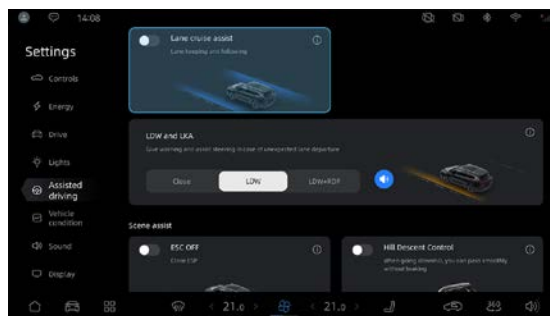 14:08
Settings
Controls
Energy
Drive
Lights
Assisted
driving
Vehicle
condition
Sound
Display
Lane cruise assist
Lane keeping and following
LDW and LKA
Give warning and assist steering in case of unexpected lane departure
Close
LDW
LDW+RDP
Scene assist
ESC OFF
Close ESP
Hill Descent Control
When going downhill, you can pass smoothly
without braking
21.0
21.0
360